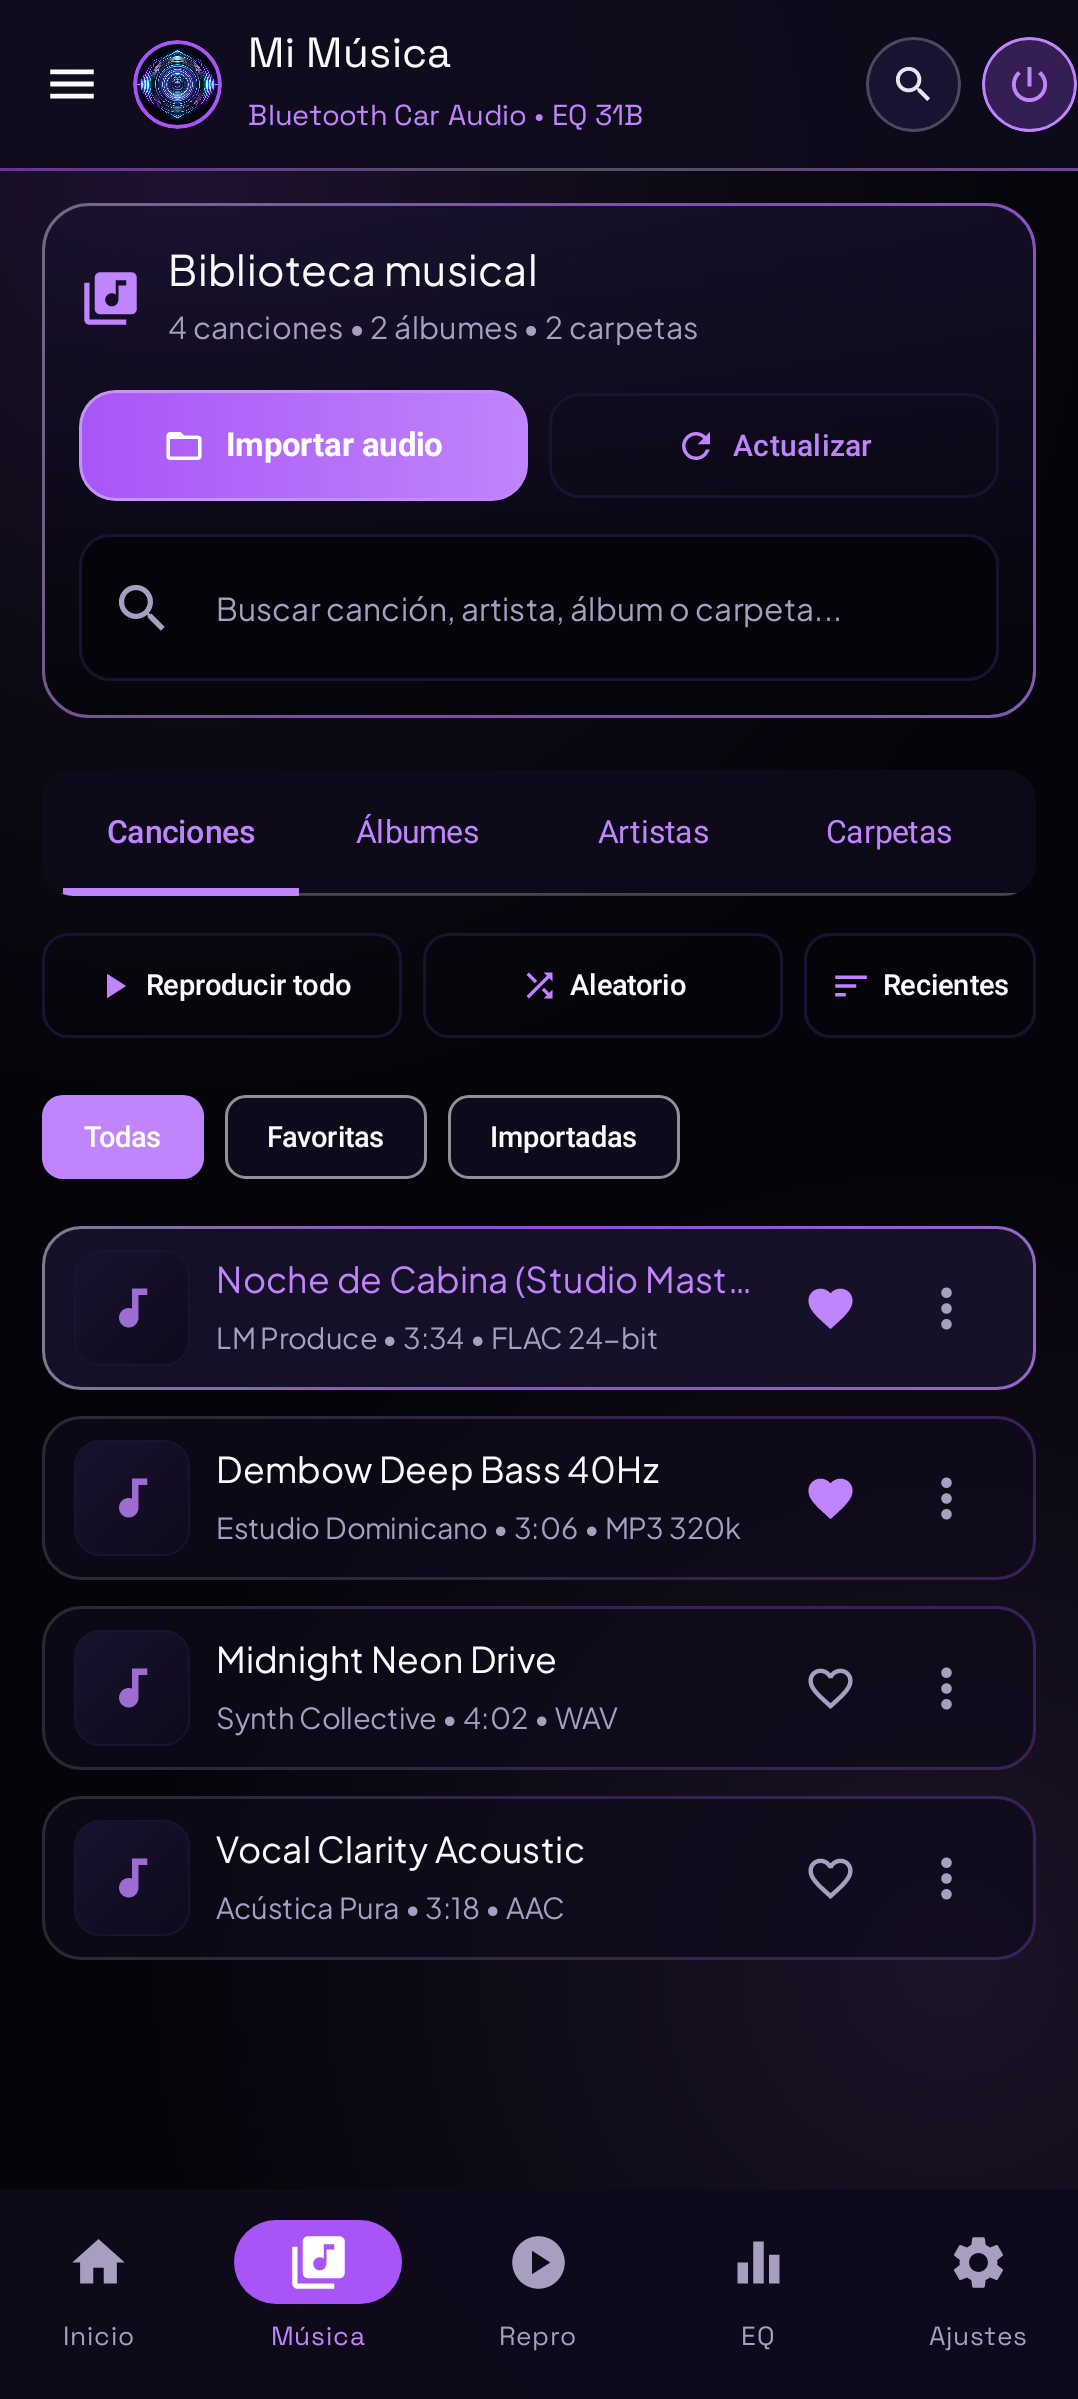 Mi Música
Bluetooth Car Audio • EQ 31B
Biblioteca musical
4 canciones • 2 álbumes • 2 carpetas
Importar audio
Actualizar
Buscar canción, artista, álbum o carpeta...
Canciones
Álbumes
Artistas
Carpetas
Reproducir todo
Aleatorio
Recientes
Todas
Favoritas
Importadas
Noche de Cabina (Studio Mast...
LM Produce • 3:34 • FLAC 24-bit
Dembow Deep Bass 40Hz
Estudio Dominicano • 3:06 • MP3 320k
Midnight Neon Drive
Synth Collective • 4:02 • WAV
Vocal Clarity Acoustic
Acústica Pura • 3:18 • AAC
Inicio
Música
Repro
EQ
Ajustes